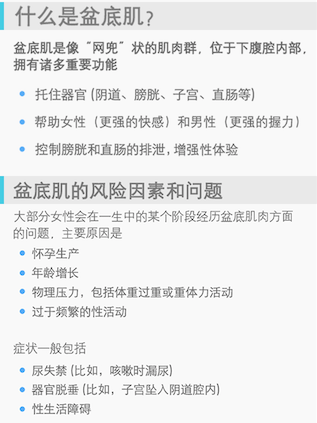 什么是盆底肌?
盆底肌是像“网兜”状的肌肉群，位于下腹腔内部，
拥有诸多重要功能
托住器官 (阴道、膀胱、子宫、直肠等)
帮助女性（更强的快感）和男性（更强的握力）
控制膀胱和直肠的排泄，增强性体验
盆底肌的风险因素和问题
大部分女性会在一生中的某个阶段经历盆底肌肉方面
的问题，主要原因是
怀孕生产
年龄增长
物理压力，包括体重过重或重体力活动
过于频繁的性活动
症状一般包括
尿失禁 (比如，咳嗽时漏尿)
器官脱垂 (比如，子宫坠入阴道腔内)
性生活障碍